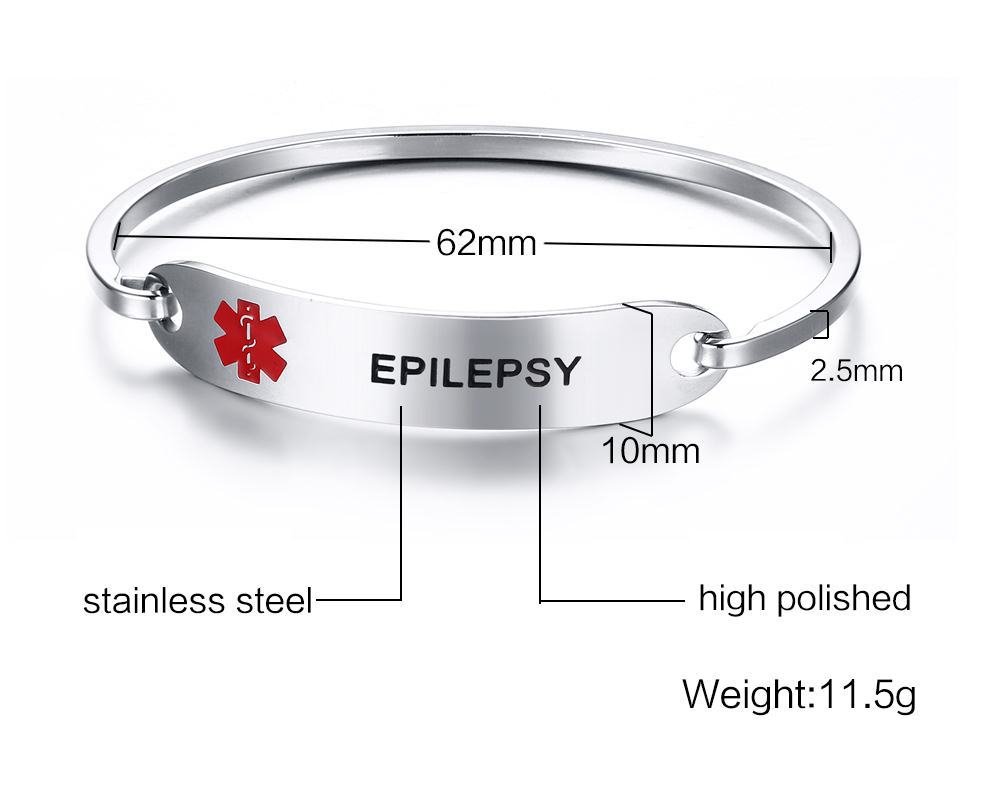 62mm
EPILEPSY
2.5mm
10mm
stainless steel
high polished
Weight:11.5g